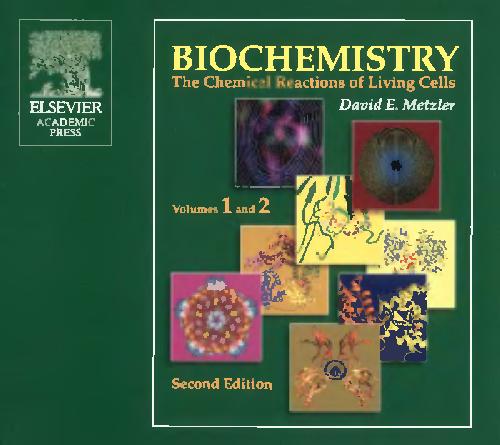 ELSEVIER
ACADEMIC
PRESS
BIOCHEMISTRY
The Chemical Reactions of Living Cells
David E. Metzler
Volumes 1 and 2
Second Edition